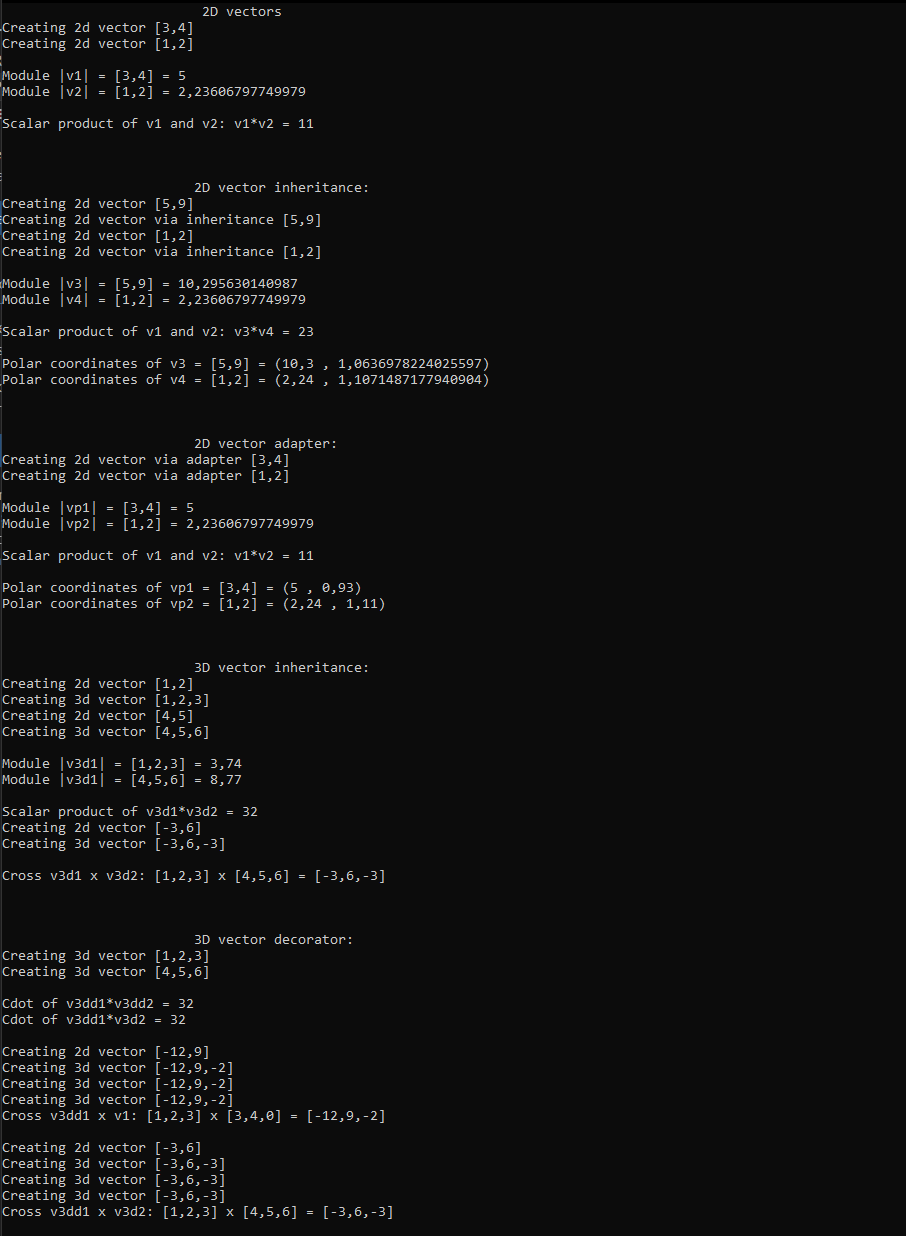 2D vectors
Creating 2d vector [3,4]
Creating 2d vector [1,2]
Module |v1| = [3,4] = 5
Module |v2| = [1,2] = 2,23606797749979
Scalar product of v1 and v2: v1*v2 = 11
2D vector inheritance:
Creating 2d vector [5,9]
Creating 2d vector via inheritance [5,9]
Creating 2d vector [1,2]
Creating 2d vector via inheritance [1,2]
Module |v3| = [5,9] = 10,295630140987
Module |v4| = [1,2] = 2,23606797749979
Scalar product of v1 and v2: v3*v4 = 23
Polar coordinates of v3 = [5,9] = (10,3 , 1,0636978224025597)
Polar coordinates of v4 = [1,2] = (2,24 , 1,1071487177940904)
2D vector adapter:
Creating 2d vector via adapter [3,4]
Creating 2d vector via adapter [1,2]
Module |vp1| = [3,4] = 5
Module |vp2| = [1,2] = 2,23606797749979
Scalar product of v1 and v2: v1*v2 = 11
Polar coordinates of vp1 = [3,4] = (5 , 0,93)
Polar coordinates of vp2 = [1,2] = (2,24 , 1,11)
3D vector inheritance:
Creating 2d vector [1,2]
Creating 3d vector [1,2,3]
Creating 2d vector [4,5]
Creating 3d vector [4,5,6]
Module |v3d1| = [1,2,3] = 3,74
Module |v3d1| = [4,5,6] = 8,77
Scalar product of v3d1*v3d2 = 32
Creating 2d vector [-3,6]
Creating 3d vector [-3,6,-3]
Cross v3d1 x v3d2: [1,2,3] x [4,5,6] = [-3,6,-3]
3D vector decorator:
Creating 3d vector [1,2,3]
Creating 3d vector [4,5,6]
Cdot of v3dd1*v3dd2 = 32
Cdot of v3dd1*v3d2 = 32
Creating 2d vector [-12,9]
Creating 3d vector [-12,9,-2]
Creating 3d vector [-12,9,-2]
Creating 3d vector [-12,9,-2]
Cross v3dd1 x v1: [1,2,3] x [3,4,0] = [-12,9,-2]
Creating 2d vector [-3,6]
Creating 3d vector [-3,6,-3]
Creating 3d vector [-3,6,-3]
Creating 3d vector [-3,6,-3]
Cross v3dd1 x v3d2: [1,2,3] x [4,5,6] = [-3,6,-3]